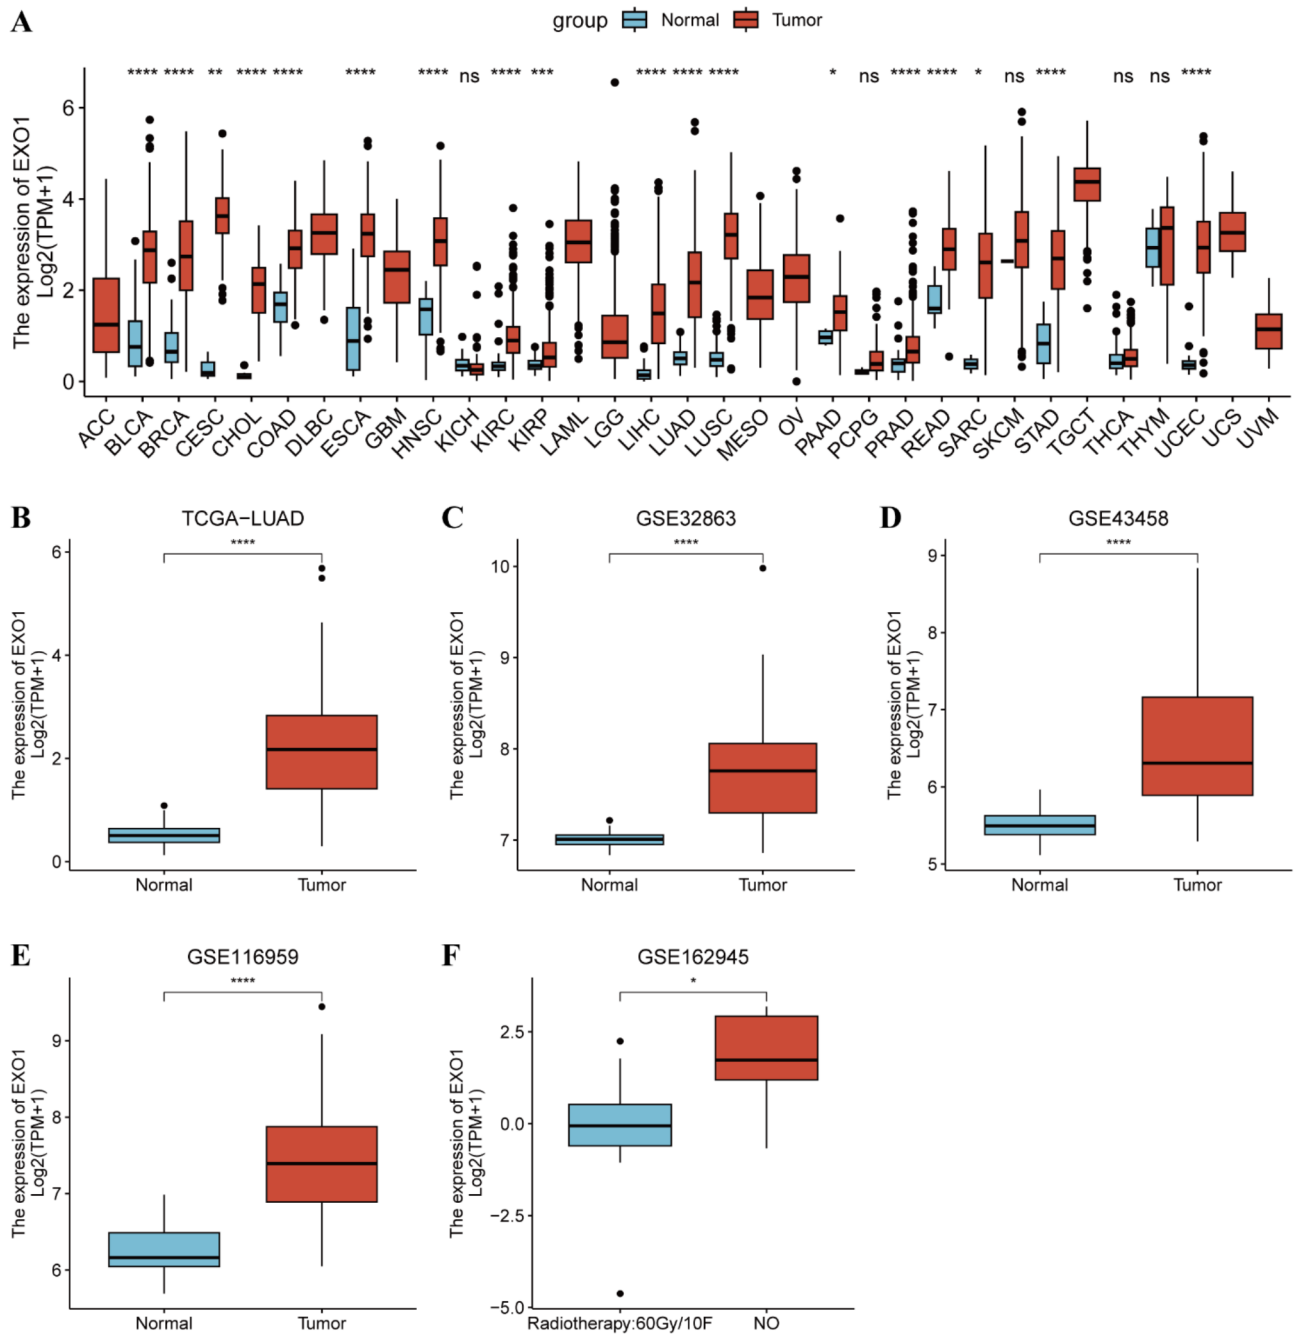 A
group Normal Tumor
**** **** ** **** **** **** **** ns **** *** **** **** **** * ns **** **** * ns **** ns ns ****
The expression of EXO1
Log2(TPM+1)
6
4
2
0
ACC BLCA BRCA CESC CHOL COAD DLBC ESCA GBM HNSC KICH KIRC KIRP LAML LGG LIHC LUAD LUSC MESO OV PAAD PCPG PRAD READ SARC SKCM STAD TGCT THCA THYM UCEC UCS UVM
B
TCGA−LUAD
****
The expression of EXO1
Log2(TPM+1)
6
4
2
0
Normal Tumor
C
GSE32863
****
The expression of EXO1
Log2(TPM+1)
10
9
8
7
Normal Tumor
D
GSE43458
****
The expression of EXO1
Log2(TPM+1)
9
8
7
6
5
Normal Tumor
E
GSE116959
****
The expression of EXO1
Log2(TPM+1)
9
8
7
6
Normal Tumor
F
GSE162945
*
The expression of EXO1
Log2(TPM+1)
2.5
0.0
−2.5
−5.0
Radiotherapy:60Gy/10F NO